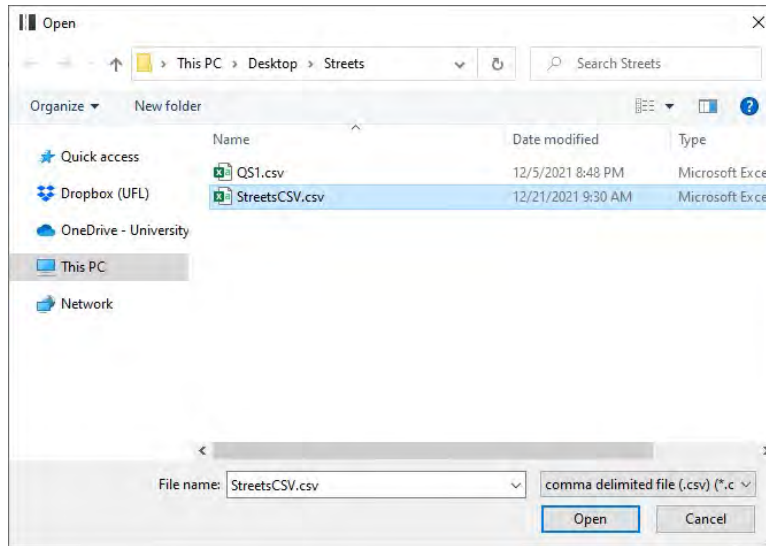 Open
This PC > Desktop > Streets
Search Streets
Organize
New folder
Name
Date modified
Type
Quick access
QS1.csv
12/5/2021 8:48 PM
Microsoft Exce
Dropbox (UFL)
StreetsCSV.csv
12/21/2021 9:30 AM
Microsoft Exce
OneDrive - University
This PC
Network
File name: StreetsCSV.csv
comma delimited file (.csv) (*.c
Open
Cancel